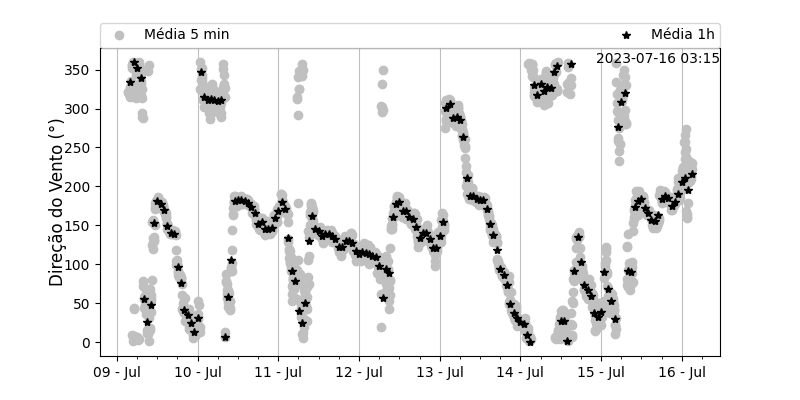 Média 5 min
Média 1h
2023-07-16 03:15
Direção do Vento (°)
350
300
250
200
150
100
50
0
09 - Jul
10 - Jul
11 - Jul
12 - Jul
13 - Jul
14 - Jul
15 - Jul
16 - Jul